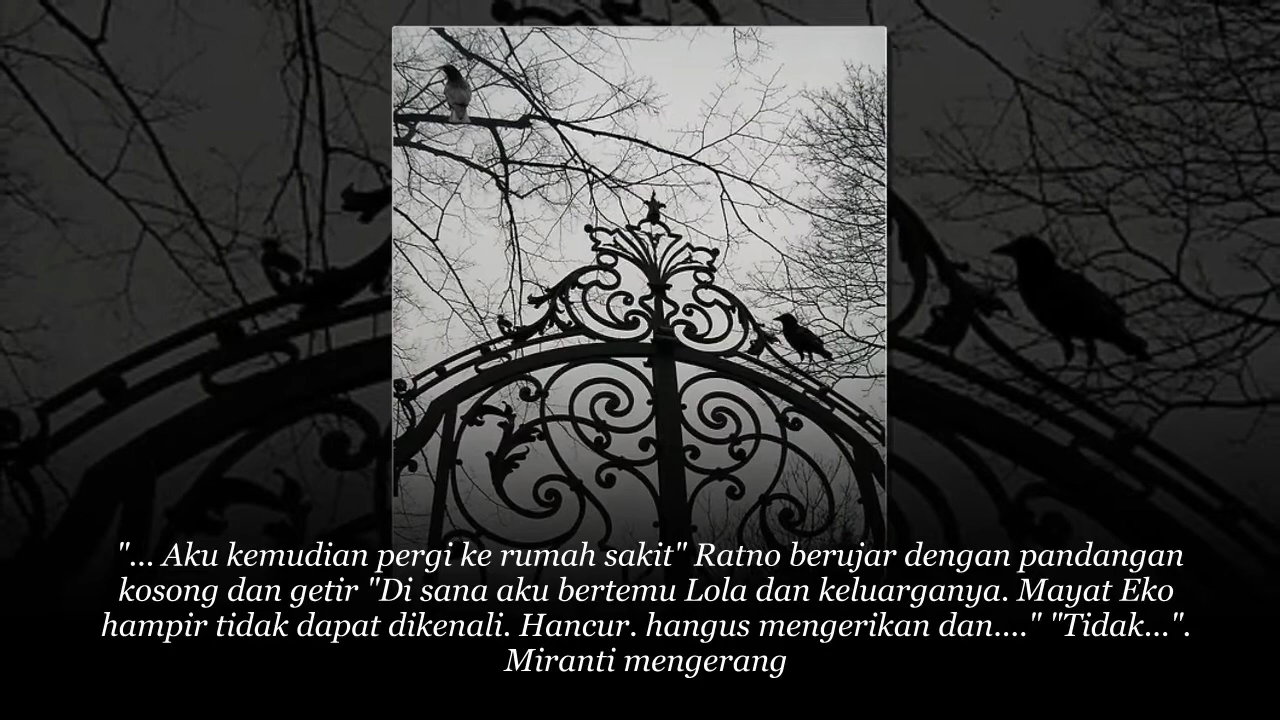 "... Aku kemudian pergi ke rumah sakit" Ratno berujar dengan pandangan
kosong dan getir "Di sana aku bertemu Lola dan keluarganya. Mayat Eko
hampir tidak dapat dikenali. Hancur. hangus mengerikan dan...." "Tidak...".
Miranti mengerang